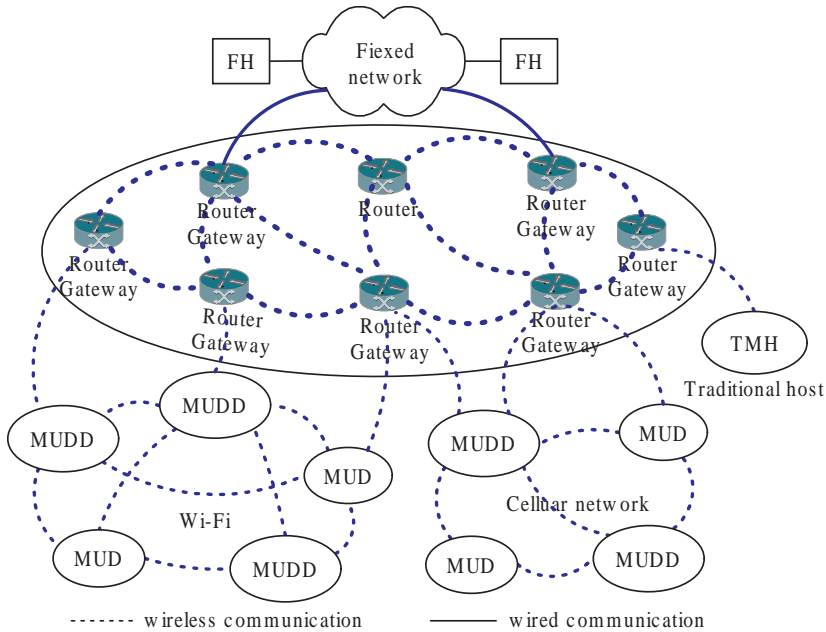 FH
Fiexed
network
FH
Router
Gateway
Router
Router
Gateway
Router
Gateway
Router
Gateway
Router
Gateway
Router
Gateway
Router
Gateway
TMH
Traditional host
MUDD
MUDD
MUD
MUDD
MUD
Wi-Fi
Celluar network
MUD
MUDD
MUD
MUDD
wireless communication
wired communication